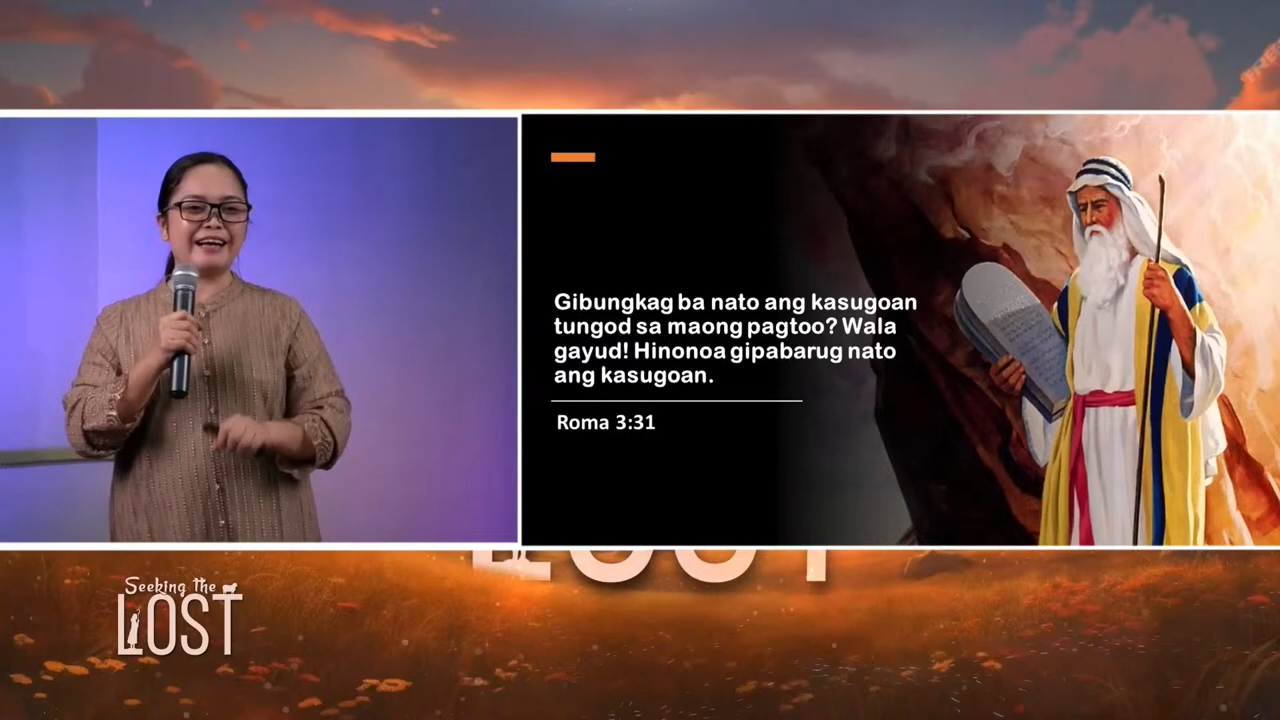 Gibungkag ba nato ang kasugoan
tungod sa maong pagtoo? Wala
gayud! Hinonoa gipabarug nato
ang kasugoan.
Roma 3:31
Seeking the
LOST